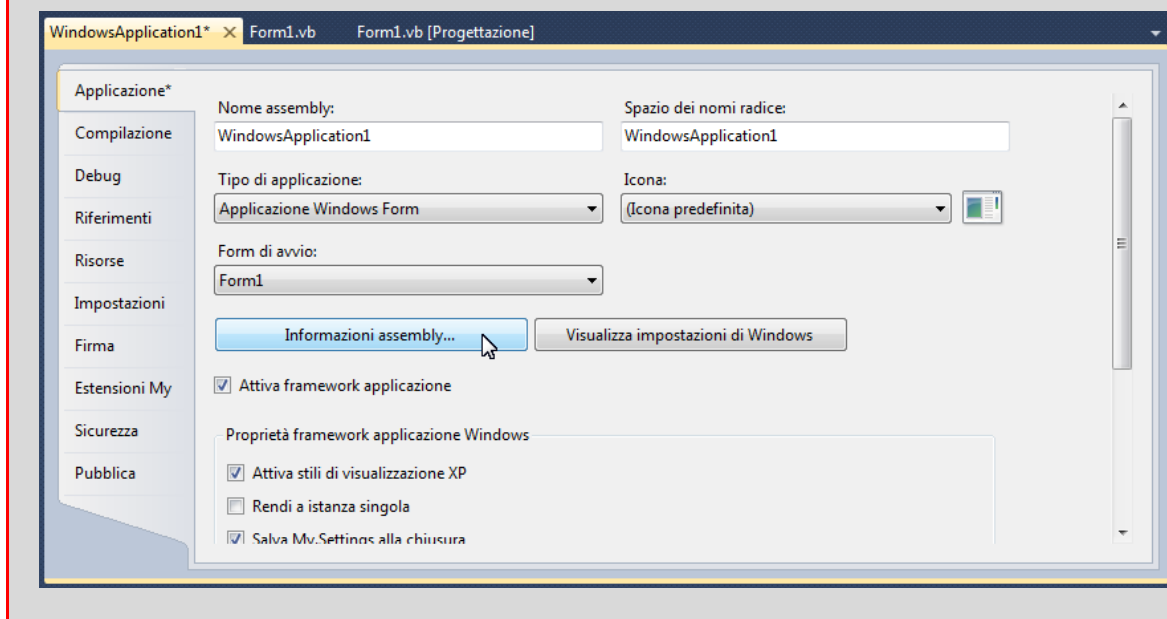 WindowsApplication1* Form1.vb Form1.vb [Progettazione]
Applicazione*
Compilazione
Debug
Riferimenti
Risorse
Impostazioni
Firma
Estensioni My
Sicurezza
Pubblica
Nome assembly: Spazio dei nomi radice:
WindowsApplication1 WindowsApplication1
Tipo di applicazione: Icona:
Applicazione Windows Form (Icona predefinita)
Form di avvio:
Form1
Informazioni assembly... Visualizza impostazioni di Windows
Attiva framework applicazione
Proprietà framework applicazione Windows
Attiva stili di visualizzazione XP
Rendi a istanza singola
Salva My.Settings alla chiusura